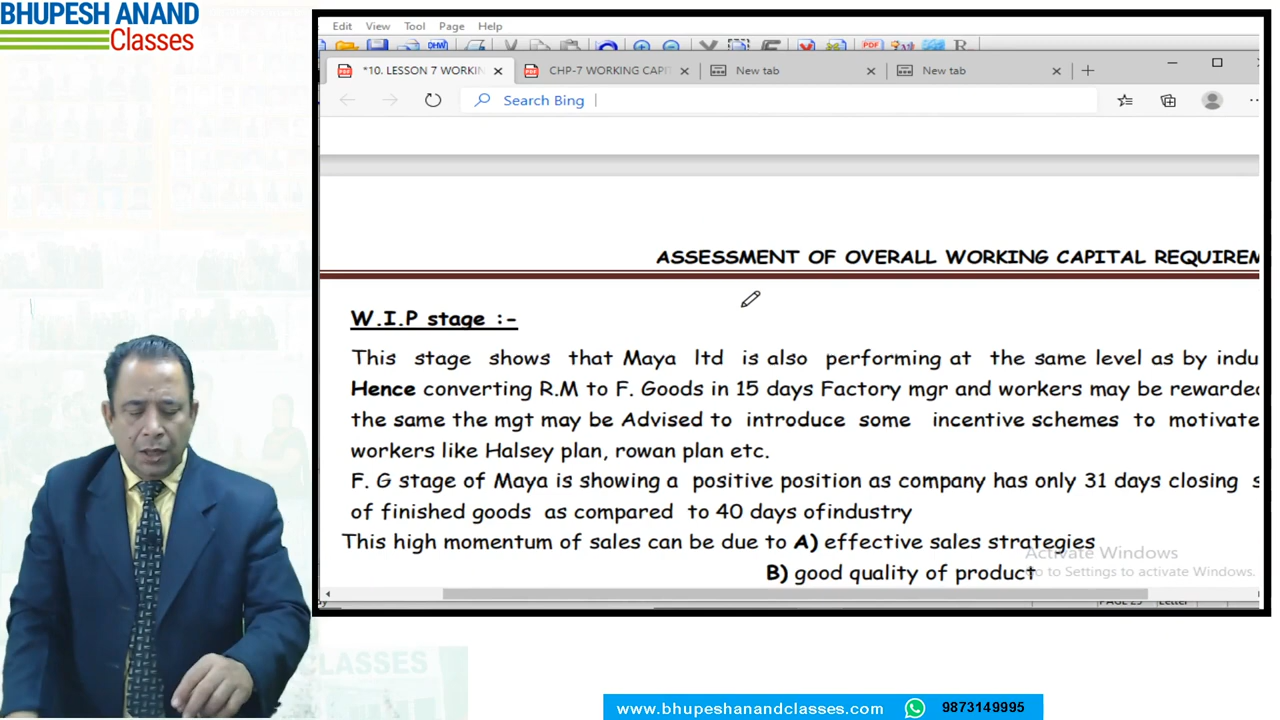 BHUPESH ANAND
Classes
Edit View Tool Page Help
*10. LESSON 7 WORKIN
CHP-7 WORKING CAPI
New tab
New tab
Search Bing
ASSESSMENT OF OVERALL WORKING CAPITAL REQUIREM
W.I.P stage :-
This stage shows that Maya ltd is also performing at the same level as by indu
Hence converting R.M to F. Goods in 15 days Factory mgr and workers may be rewarde
the same the mgt may be Advised to introduce some incentive schemes to motivate
workers like Halsey plan, rowan plan etc.
F. G stage of Maya is showing a positive position as company has only 31 days closing s
of finished goods as compared to 40 days ofindustry
This high momentum of sales can be due to A) effective sales strategies
Activate Windows
B) good quality of product
to Settings to activate Windows.
PAGE 25 Letter
CLASSES
www.bhupeshanandclasses.com
9873149995